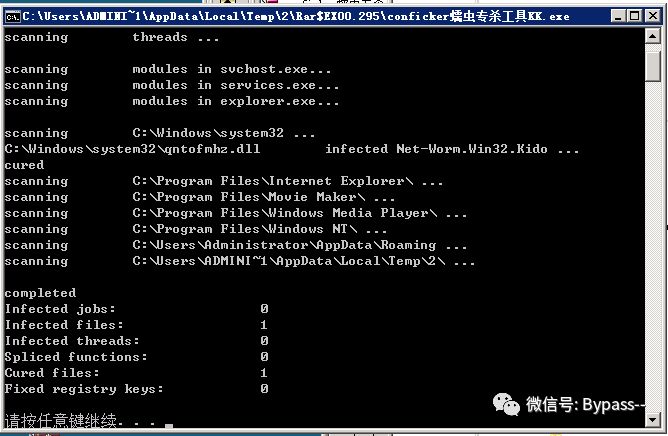 C:\Users\ADMINI~1\AppData\Local\Temp\2\Rar$EX00.295\conficker蠕虫专杀工具KK.exe
scanning threads ...
scanning modules in svchost.exe...
scanning modules in services.exe...
scanning modules in explorer.exe...
scanning C:\Windows\system32 ...
C:\Windows\system32\qntofmhz.dll infected Net-Worm.Win32.Kido ...
cured
scanning C:\Program Files\Internet Explorer\ ...
scanning C:\Program Files\Movie Maker\ ...
scanning C:\Program Files\Windows Media Player\ ...
scanning C:\Program Files\Windows NT\ ...
scanning C:\Users\Administrator\AppData\Roaming ...
scanning C:\Users\ADMINI~1\AppData\Local\Temp\2\ ...
completed
Infected jobs: 0
Infected files: 1
Infected threads: 0
Spliced functions: 0
Cured files: 1
Fixed registry keys: 0
微信号: Bypass--
请按任意键继续. . .